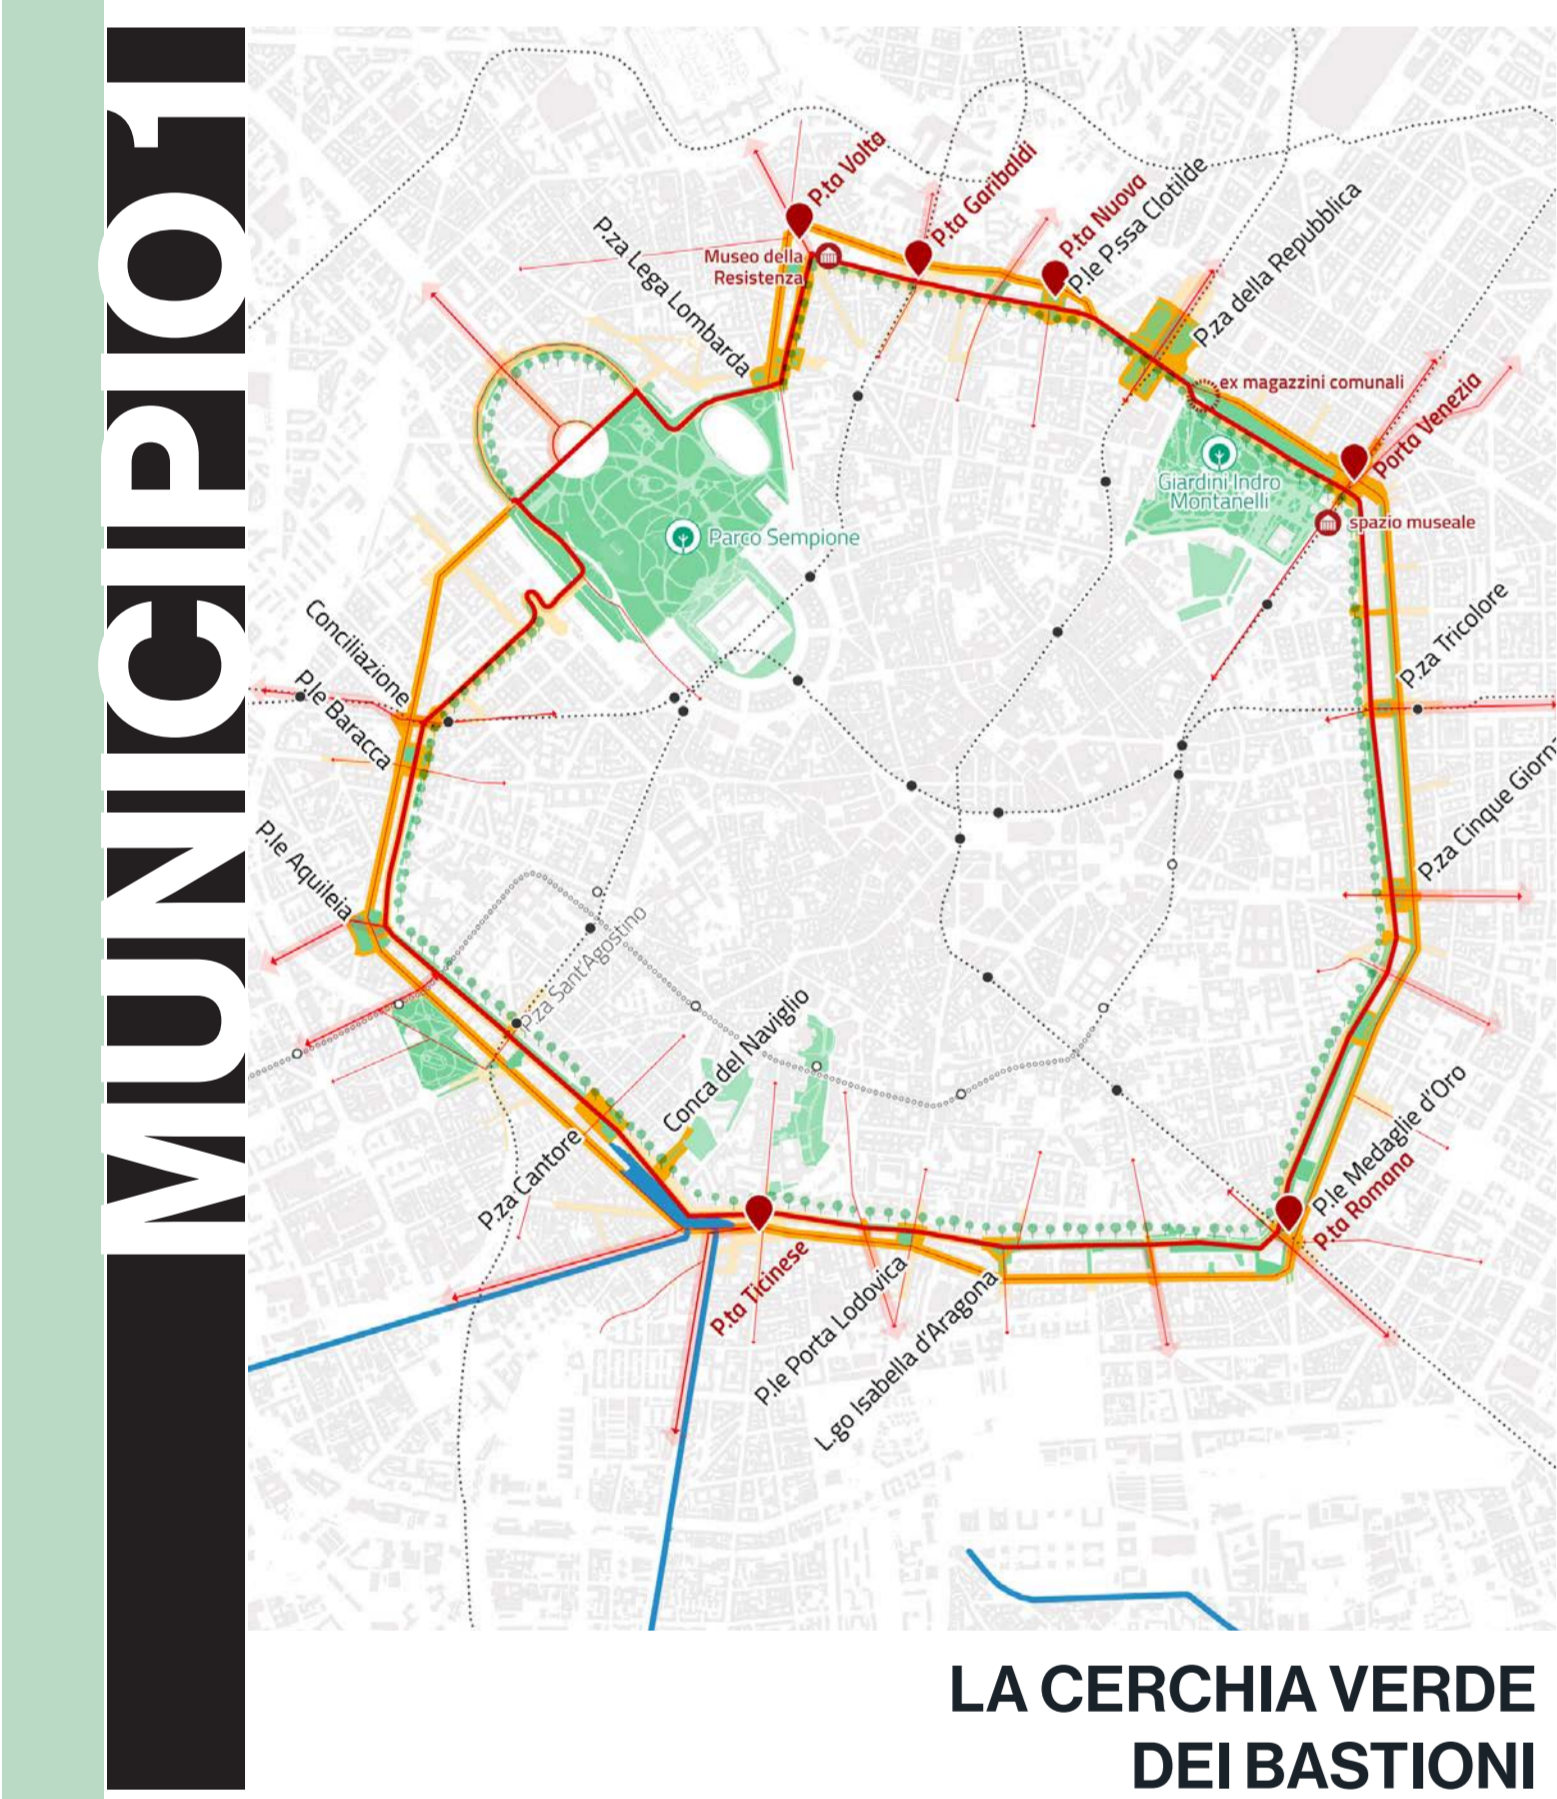 MUNICIPIO 1
P.ta Volta
P.ta Garibaldi
P.ta Nuova
P.le P.ssa Clotilde
P.za della Repubblica
P.za Lega Lombarda
Museo della
Resistenza
ex magazzini comunali
Porta Venezia
Giardini Indro
Montanelli
spazio museale
Parco Sempione
Conciliazione
P.le Baracca
P.za Tricolore
P.le Aquileia
P.za Cinque Giorn
P.za Sant'Agostino
Conca del Naviglio
P.za Cantore
P.le Medaglie d'Oro
P.ta Romana
P.ta Ticinese
P.le Porta Lodovica
L.go Isabella d'Aragona
LA CERCHIA VERDE
DEI BASTIONI